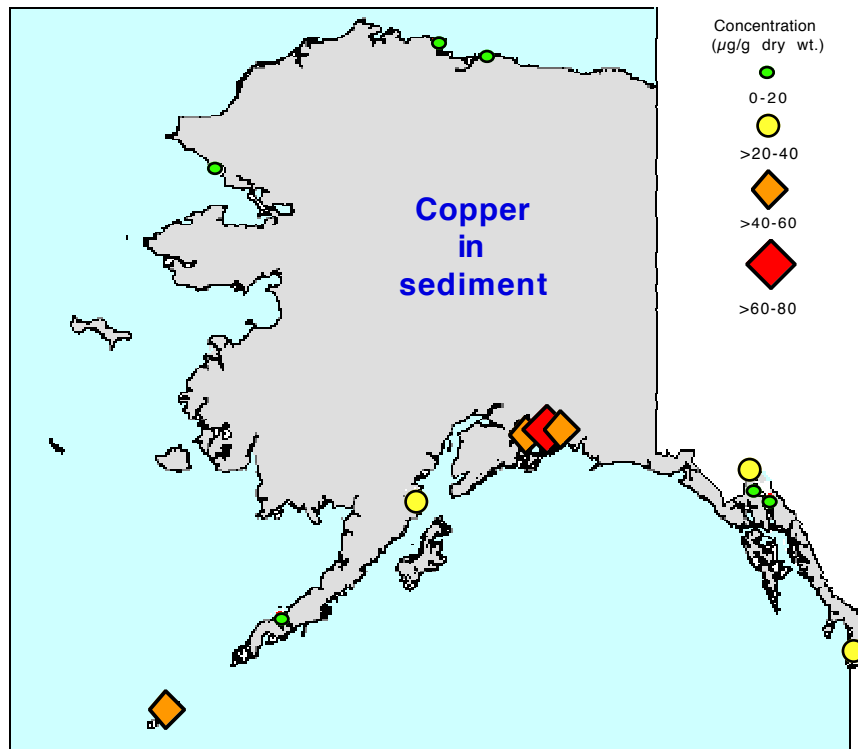 Concentration
(µg/g dry wt.)
0-20
>20-40
>40-60
>60-80
Copper
in
sediment